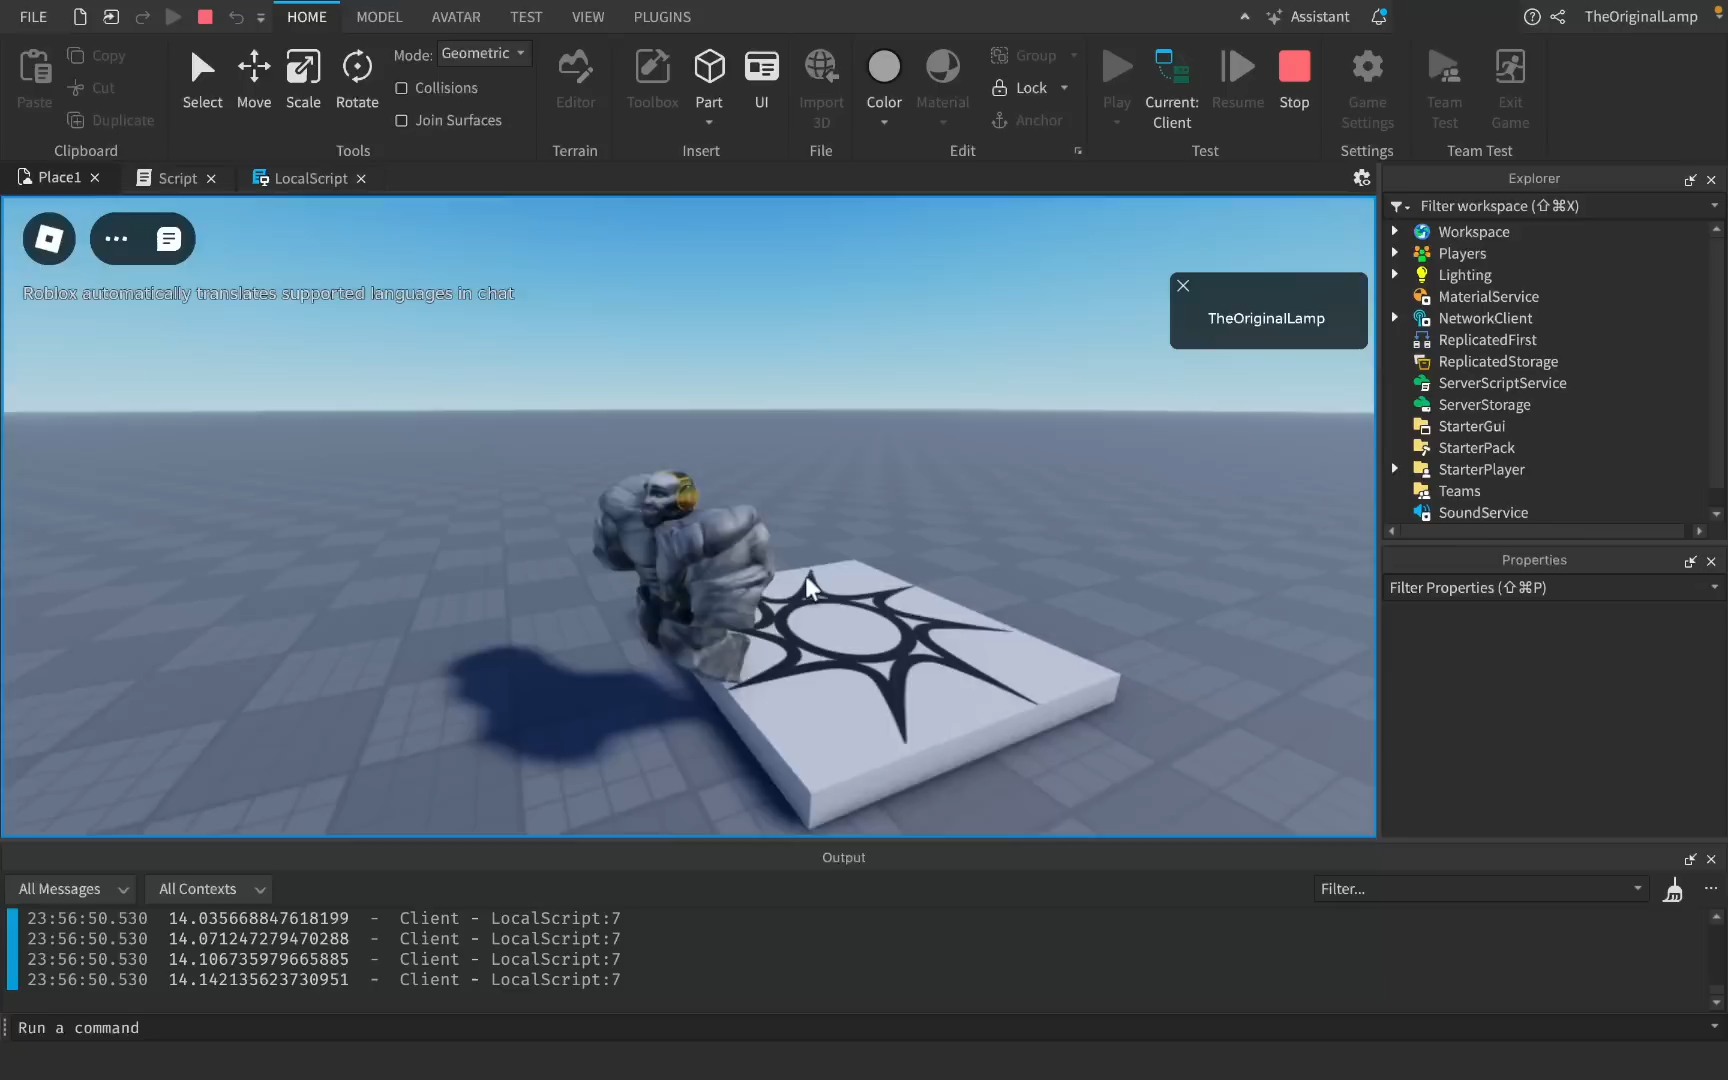 FILE HOME MODEL AVATAR TEST VIEW PLUGINS Assistant TheOriginalLamp
Paste Copy Cut Duplicate
Clipboard
Select Move Scale Rotate
Mode: Geometric
Collisions
Join Surfaces
Tools
Editor
Terrain
Toolbox Part UI
Insert
Import 3D
File
Color Material Group Lock Anchor
Edit
Play Current: Client Resume Stop
Test
Game Settings
Settings
Team Test Exit Game
Team Test
Place1 Script LocalScript
Roblox automatically translates supported languages in chat
TheOriginalLamp
Explorer
Filter workspace (⇧⌘X)
Workspace
Players
Lighting
MaterialService
NetworkClient
ReplicatedFirst
ReplicatedStorage
ServerScriptService
ServerStorage
StarterGui
StarterPack
StarterPlayer
Teams
SoundService
Properties
Filter Properties (⇧⌘P)
Output
All Messages All Contexts Filter...
23:56:50.530 14.035668847618199 - Client - LocalScript:7
23:56:50.530 14.071247279470288 - Client - LocalScript:7
23:56:50.530 14.106735979665885 - Client - LocalScript:7
23:56:50.530 14.142135623730951 - Client - LocalScript:7
Run a command